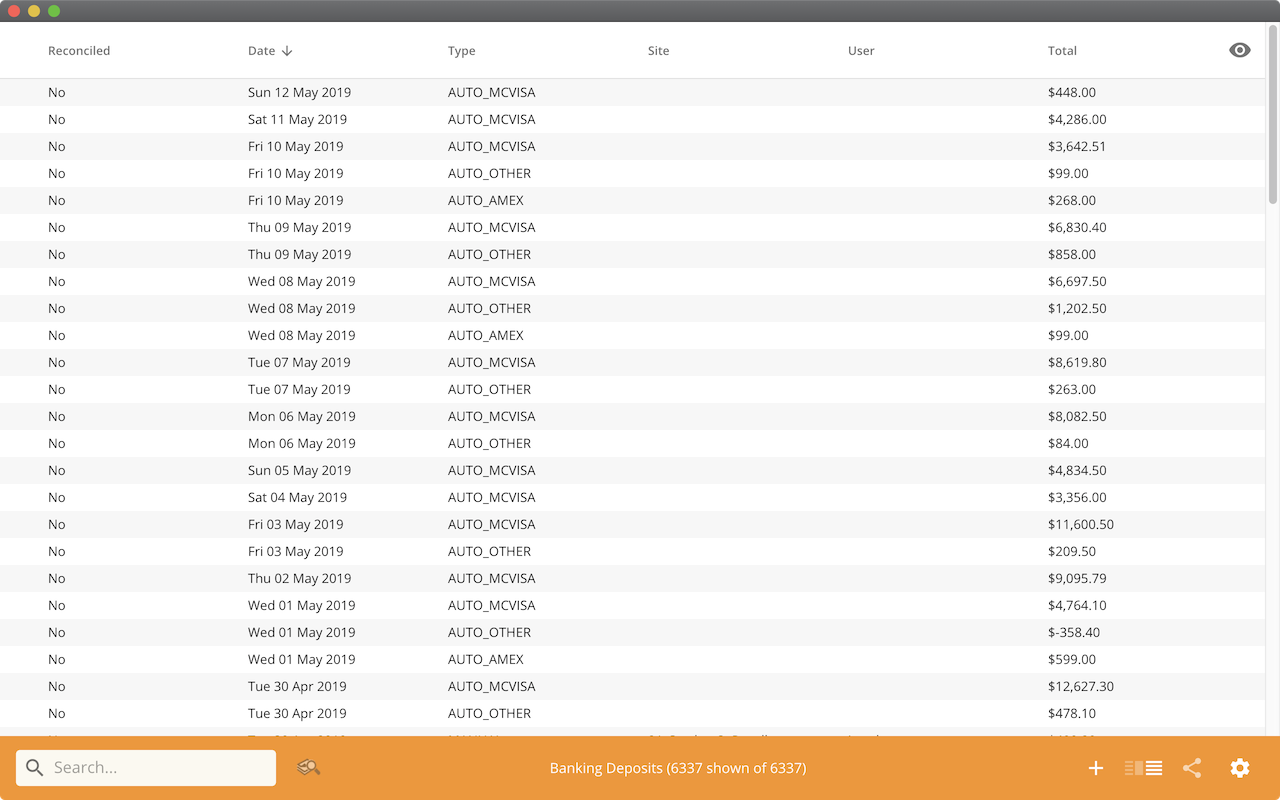 Reconciled Date Type Site User Total
No Sun 12 May 2019 AUTO_MCVISA $448.00
No Sat 11 May 2019 AUTO_MCVISA $4,286.00
No Fri 10 May 2019 AUTO_MCVISA $3,642.51
No Fri 10 May 2019 AUTO_OTHER $99.00
No Fri 10 May 2019 AUTO_AMEX $268.00
No Thu 09 May 2019 AUTO_MCVISA $6,830.40
No Thu 09 May 2019 AUTO_OTHER $858.00
No Wed 08 May 2019 AUTO_MCVISA $6,697.50
No Wed 08 May 2019 AUTO_OTHER $1,202.50
No Wed 08 May 2019 AUTO_AMEX $99.00
No Tue 07 May 2019 AUTO_MCVISA $8,619.80
No Tue 07 May 2019 AUTO_OTHER $263.00
No Mon 06 May 2019 AUTO_MCVISA $8,082.50
No Mon 06 May 2019 AUTO_OTHER $84.00
No Sun 05 May 2019 AUTO_MCVISA $4,834.50
No Sat 04 May 2019 AUTO_MCVISA $3,356.00
No Fri 03 May 2019 AUTO_MCVISA $11,600.50
No Fri 03 May 2019 AUTO_OTHER $209.50
No Thu 02 May 2019 AUTO_MCVISA $9,095.79
No Wed 01 May 2019 AUTO_MCVISA $4,764.10
No Wed 01 May 2019 AUTO_OTHER $-358.40
No Wed 01 May 2019 AUTO_AMEX $599.00
No Tue 30 Apr 2019 AUTO_MCVISA $12,627.30
No Tue 30 Apr 2019 AUTO_OTHER $478.10
Search... Banking Deposits (6337 shown of 6337)